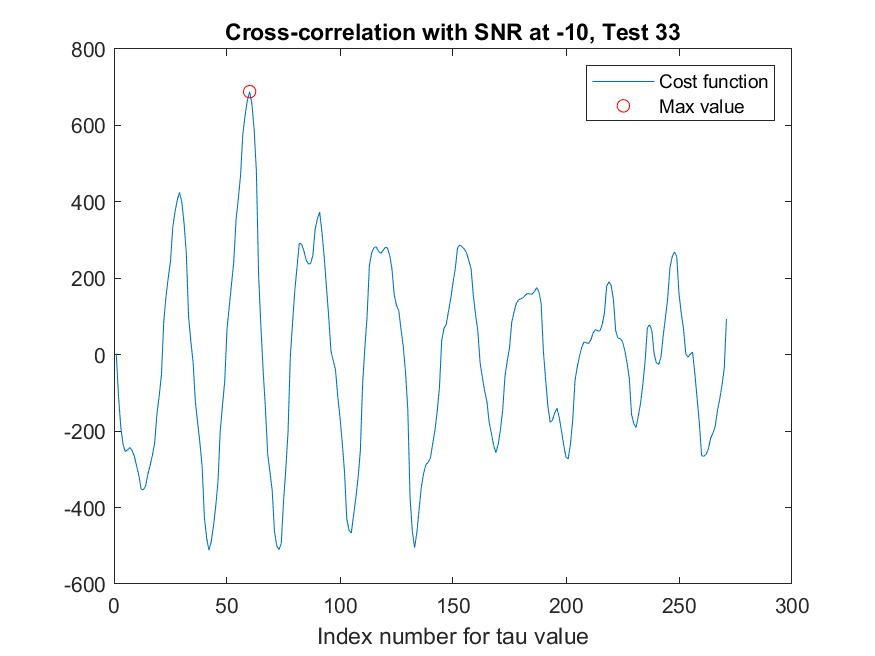 Cross-correlation with SNR at -10, Test 33
800
600
400
200
0
-200
-400
-600
Cost function
Max value
0 50 100 150 200 250 300
Index number for tau value